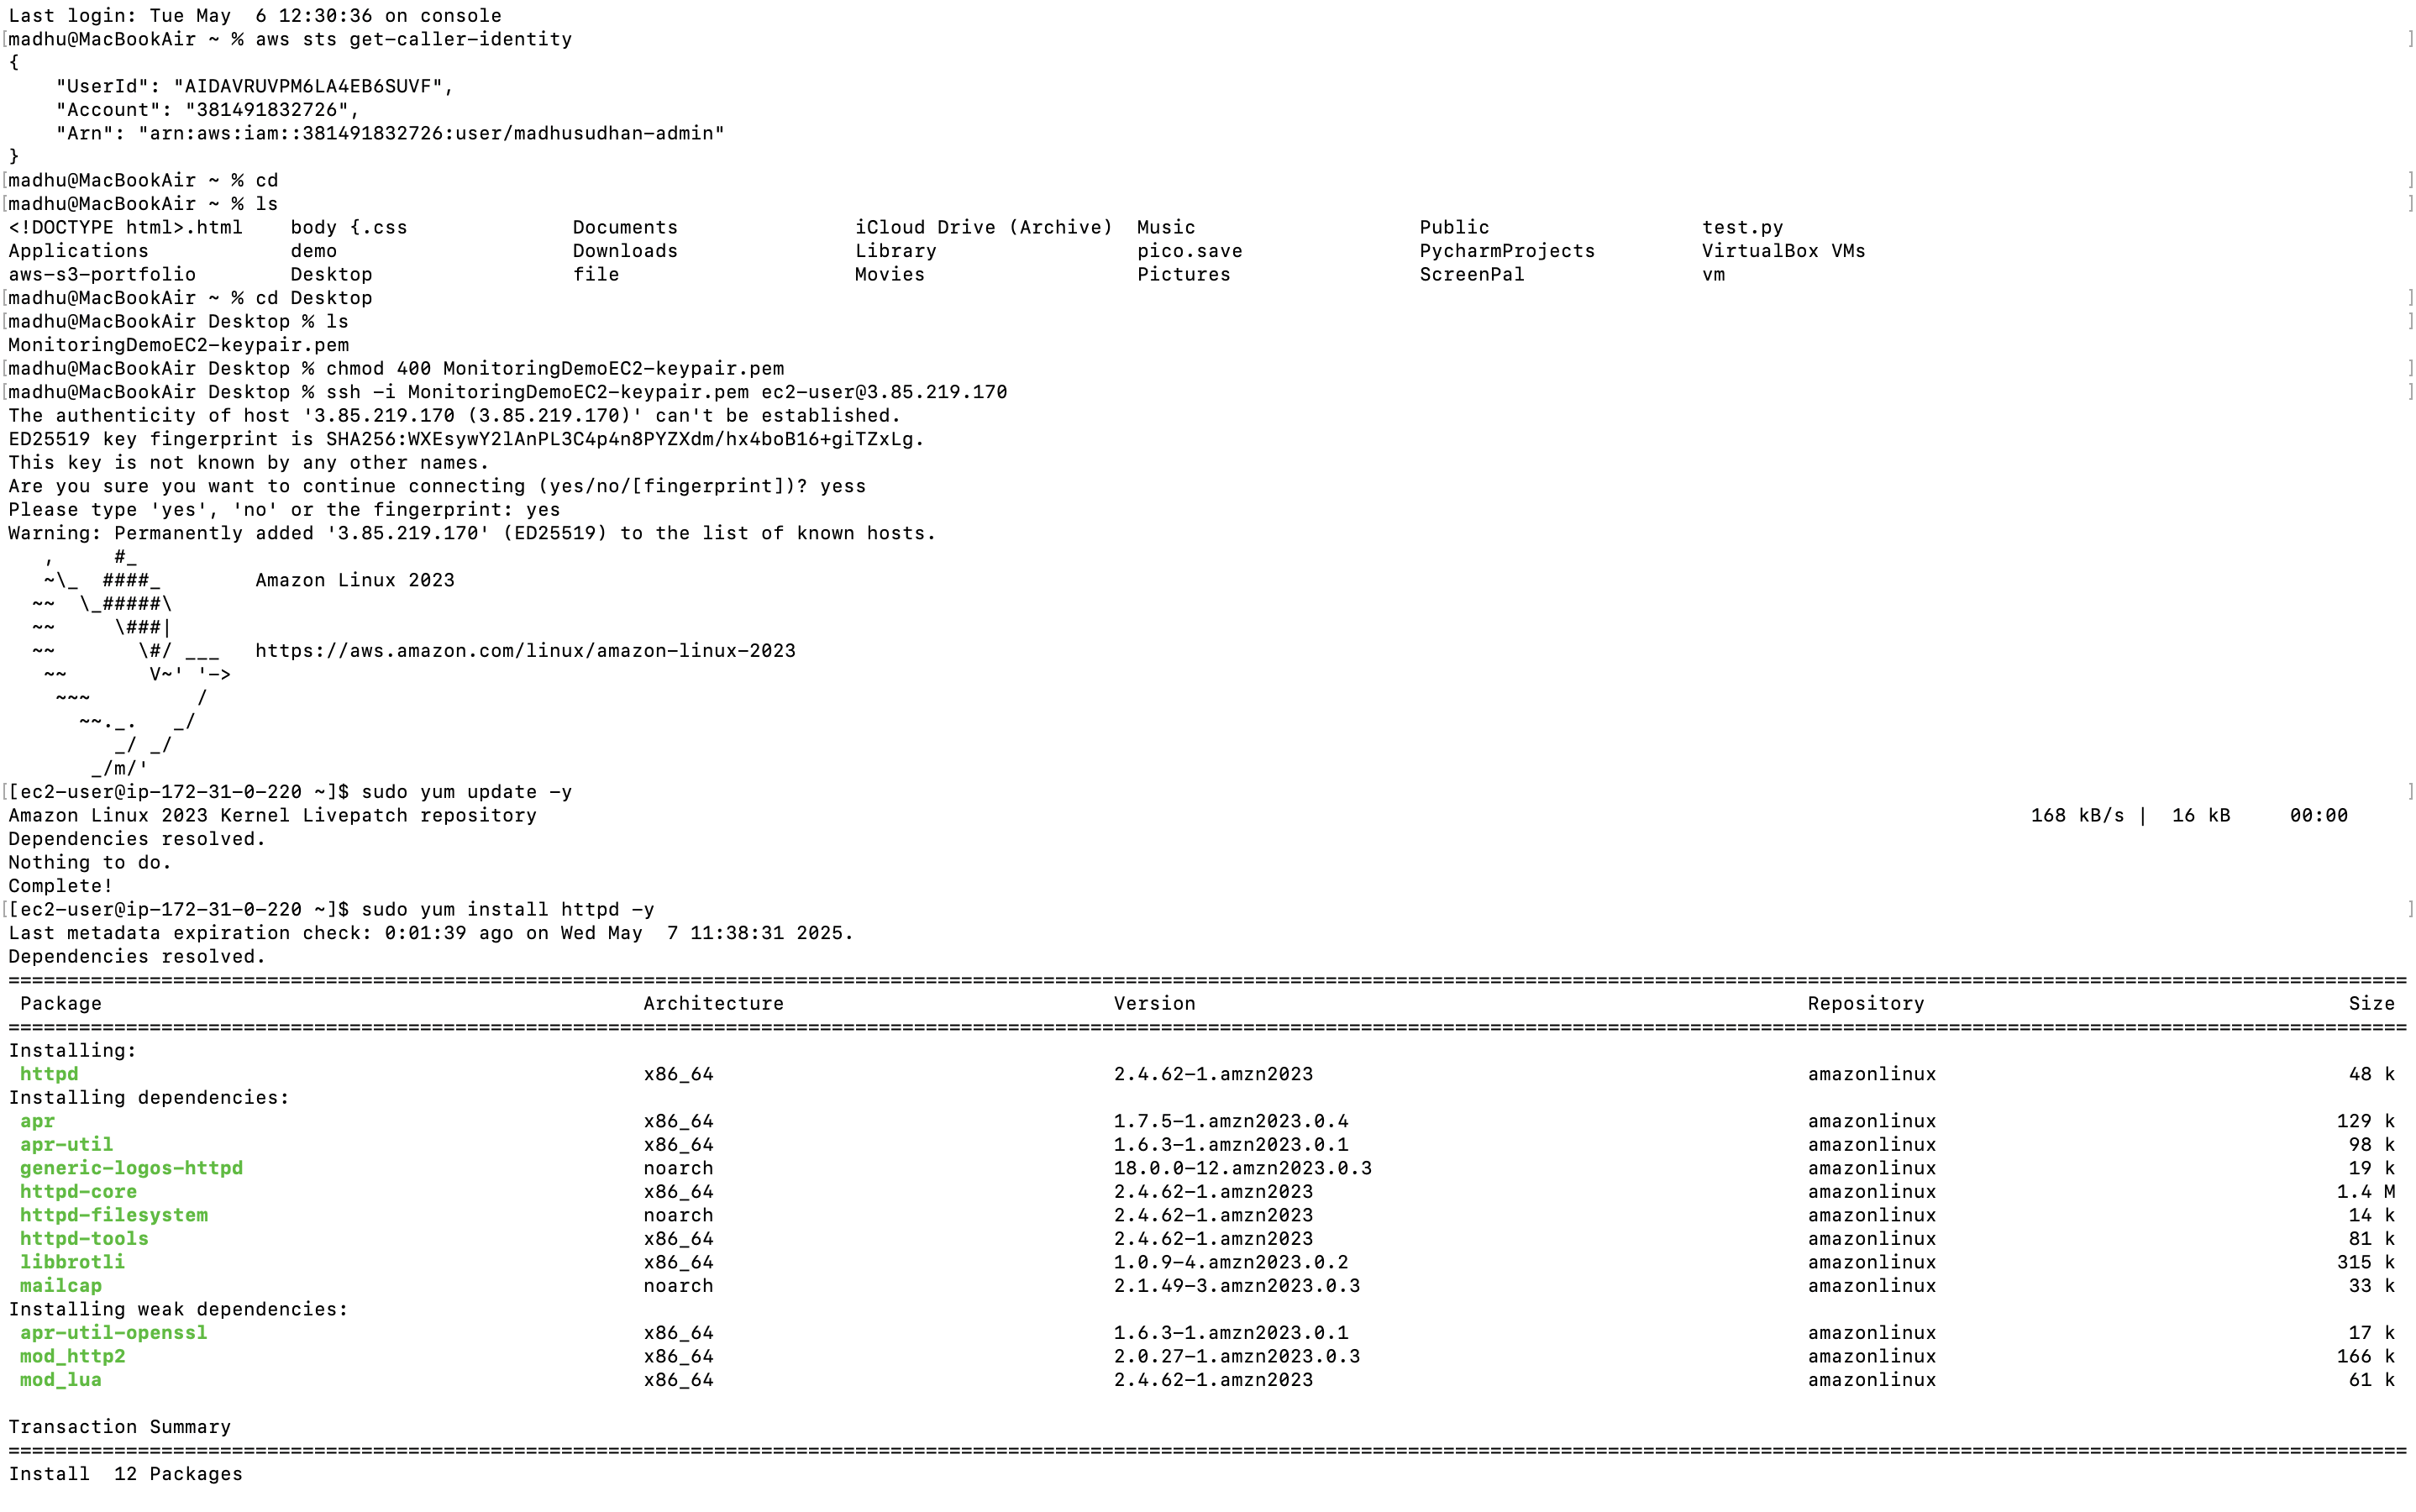 Last login: Tue May  6 12:30:36 on console
[madhu@MacBookAir ~ % aws sts get-caller-identity ]
{
    "UserId": "AIDAVRUVPM6LA4EB6SUVF",
    "Account": "381491832726",
    "Arn": "arn:aws:iam::381491832726:user/madhusudhan-admin"
}
[madhu@MacBookAir ~ % cd ]
[madhu@MacBookAir ~ % ls ]
<!DOCTYPE html>.html    body {.css              Documents               iCloud Drive (Archive)  Music                   Public                  test.py
Applications            demo                    Downloads               Library                 pico.save               PycharmProjects         VirtualBox VMs
aws-s3-portfolio        Desktop                 file                    Movies                  Pictures                ScreenPal               vm
[madhu@MacBookAir ~ % cd Desktop ]
[madhu@MacBookAir Desktop % ls ]
MonitoringDemoEC2-keypair.pem
[madhu@MacBookAir Desktop % chmod 400 MonitoringDemoEC2-keypair.pem ]
[madhu@MacBookAir Desktop % ssh -i MonitoringDemoEC2-keypair.pem ec2-user@3.85.219.170 ]
The authenticity of host '3.85.219.170 (3.85.219.170)' can't be established.
ED25519 key fingerprint is SHA256:WXEsywY2lAnPL3C4p4n8PYZXdm/hx4boB16+giTZxLg.
This key is not known by any other names.
Are you sure you want to continue connecting (yes/no/[fingerprint])? yess
Please type 'yes', 'no' or the fingerprint: yes
Warning: Permanently added '3.85.219.170' (ED25519) to the list of known hosts.
   ,     #_
   ~\_  ####_        Amazon Linux 2023
  ~~  \_#####\
  ~~     \###|
  ~~       \#/ ___   https://aws.amazon.com/linux/amazon-linux-2023
   ~~       V~' '->
    ~~~         /
      ~~._.   _/
         _/ _/
       _/m/'
[[ec2-user@ip-172-31-0-220 ~]$ sudo yum update -y ]
Amazon Linux 2023 Kernel Livepatch repository    168 kB/s |  16 kB     00:00
Dependencies resolved.
Nothing to do.
Complete!
[[ec2-user@ip-172-31-0-220 ~]$ sudo yum install httpd -y ]
Last metadata expiration check: 0:01:39 ago on Wed May  7 11:38:31 2025.
Dependencies resolved.
================================================================================
 Package    Architecture    Version    Repository    Size
================================================================================
Installing:
 httpd    x86_64    2.4.62-1.amzn2023    amazonlinux    48 k
Installing dependencies:
 apr    x86_64    1.7.5-1.amzn2023.0.4    amazonlinux    129 k
 apr-util    x86_64    1.6.3-1.amzn2023.0.1    amazonlinux    98 k
 generic-logos-httpd    noarch    18.0.0-12.amzn2023.0.3    amazonlinux    19 k
 httpd-core    x86_64    2.4.62-1.amzn2023    amazonlinux    1.4 M
 httpd-filesystem    noarch    2.4.62-1.amzn2023    amazonlinux    14 k
 httpd-tools    x86_64    2.4.62-1.amzn2023    amazonlinux    81 k
 libbrotli    x86_64    1.0.9-4.amzn2023.0.2    amazonlinux    315 k
 mailcap    noarch    2.1.49-3.amzn2023.0.3    amazonlinux    33 k
Installing weak dependencies:
 apr-util-openssl    x86_64    1.6.3-1.amzn2023.0.1    amazonlinux    17 k
 mod_http2    x86_64    2.0.27-1.amzn2023.0.3    amazonlinux    166 k
 mod_lua    x86_64    2.4.62-1.amzn2023    amazonlinux    61 k
Transaction Summary
================================================================================
Install  12 Packages